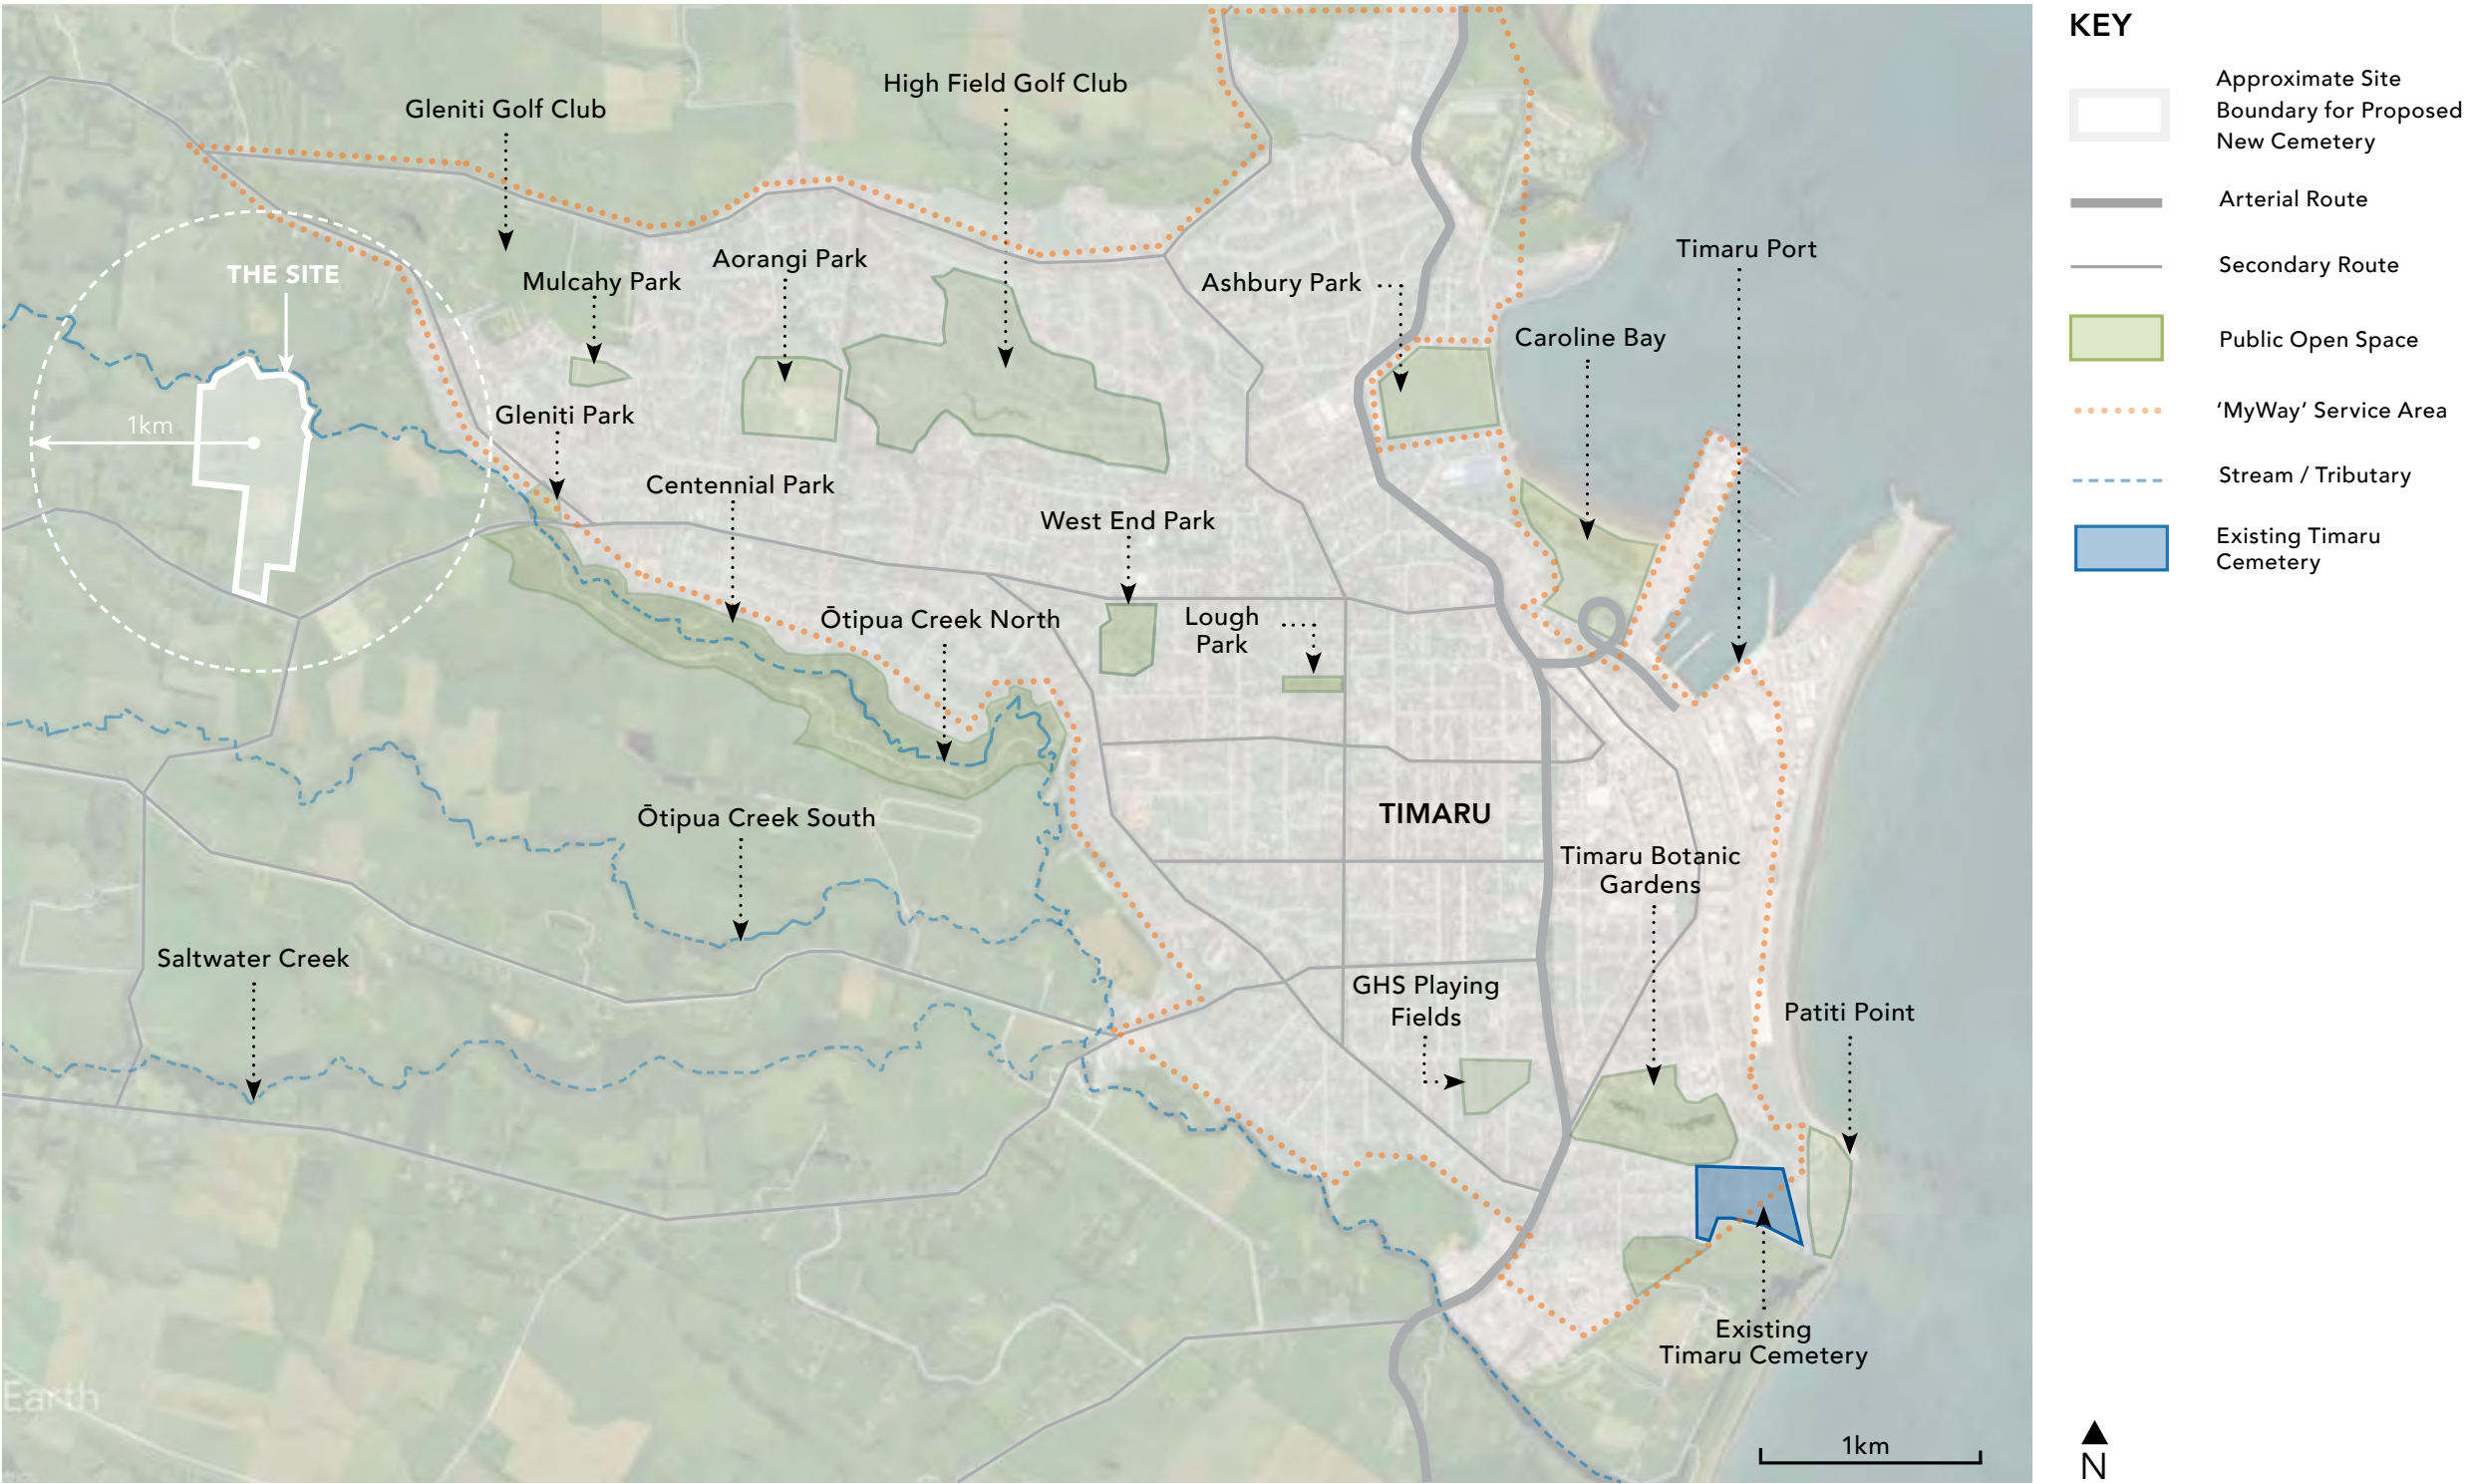 High Field Golf Club
Gleniti Golf Club
Timaru Port
Aorangi Park
THE SITE
Mulcahy Park
Ashbury Park
Caroline Bay
1km
Gleniti Park
Centennial Park
West End Park
Lough
Park
Ōtipua Creek North
TIMARU
Ōtipua Creek South
Timaru Botanic
Gardens
Saltwater Creek
GHS Playing
Fields
Patiti Point
Existing
Timaru Cemetery
Earth
1km
KEY
Approximate Site
Boundary for Proposed
New Cemetery
Arterial Route
Secondary Route
Public Open Space
‘MyWay’ Service Area
Stream / Tributary
Existing Timaru
Cemetery
N